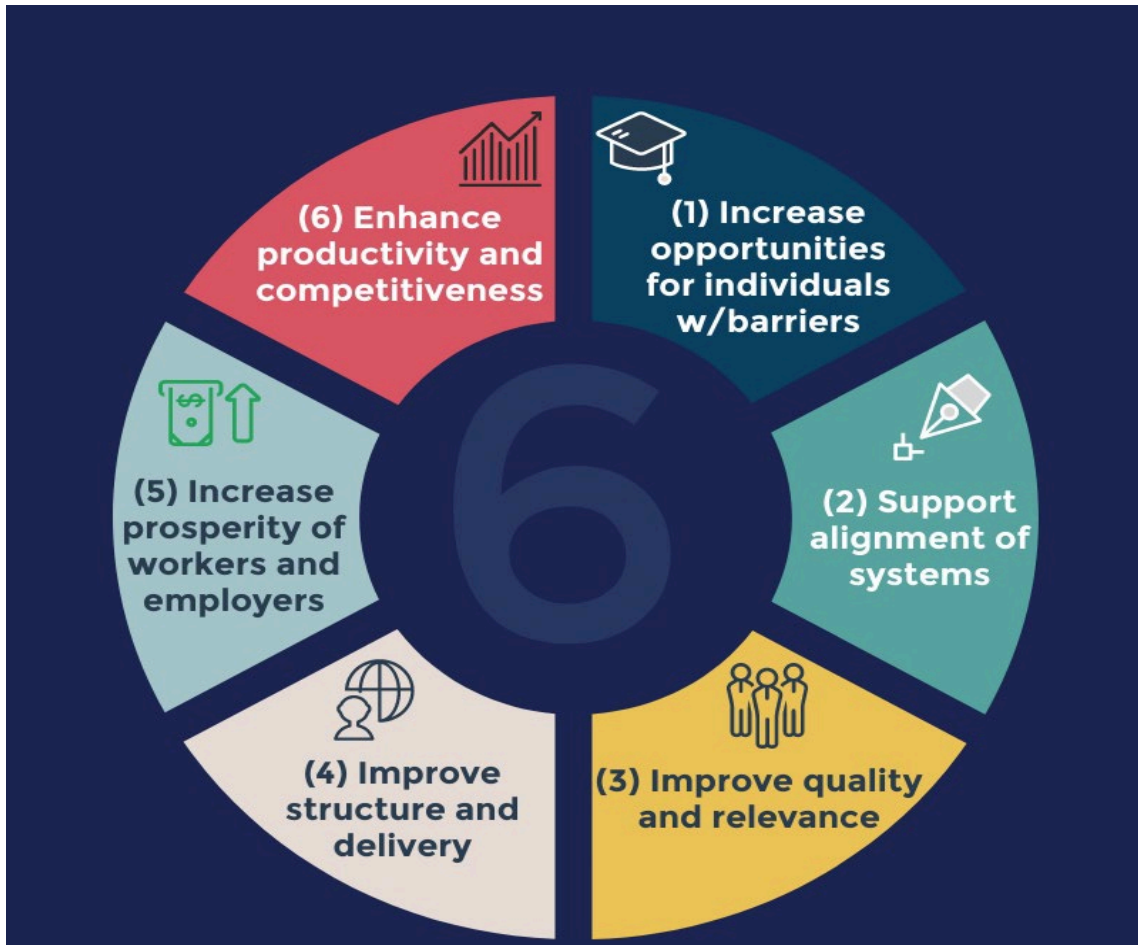 (1) Increase
opportunities
for individuals
w/barriers
(2) Support
alignment of
systems
(3) Improve quality
and relevance
(4) Improve
structure and
delivery
(5) Increase
prosperity of
workers and
employers
(6) Enhance
productivity and
competitiveness
6
$